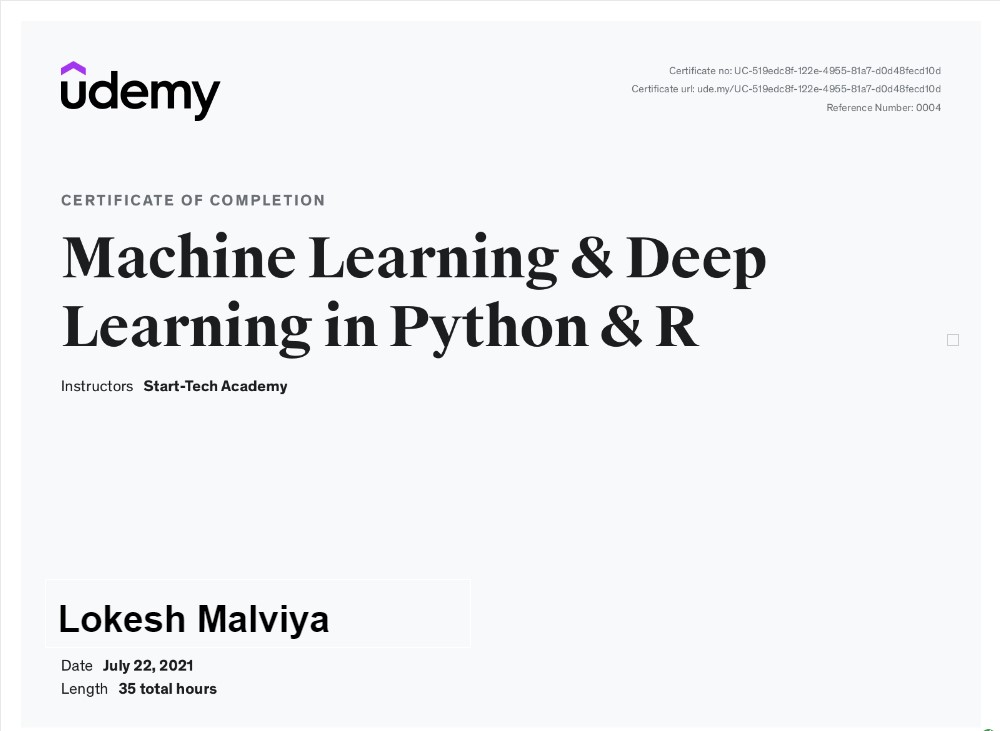 udemy
Certificate no: UC-519edc8f-122e-4955-81a7-d0d48fecd10d
Certificate url: ude.my/UC-519edc8f-122e-4955-81a7-d0d48fecd10d
Reference Number: 0004
CERTIFICATE OF COMPLETION
Machine Learning & Deep
Learning in Python & R
Instructors Start-Tech Academy
Lokesh Malviya
Date July 22, 2021
Length 35 total hours